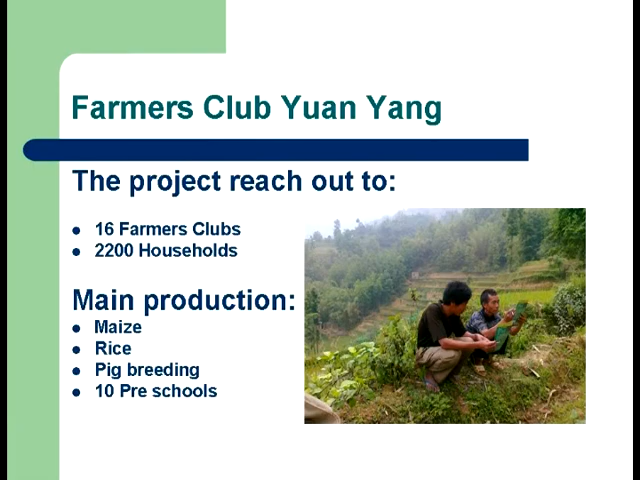 Farmers Club Yuan Yang
The project reach out to:
16 Farmers Clubs
2200 Households
Main production:
Maize
Rice
Pig breeding
10 Pre schools